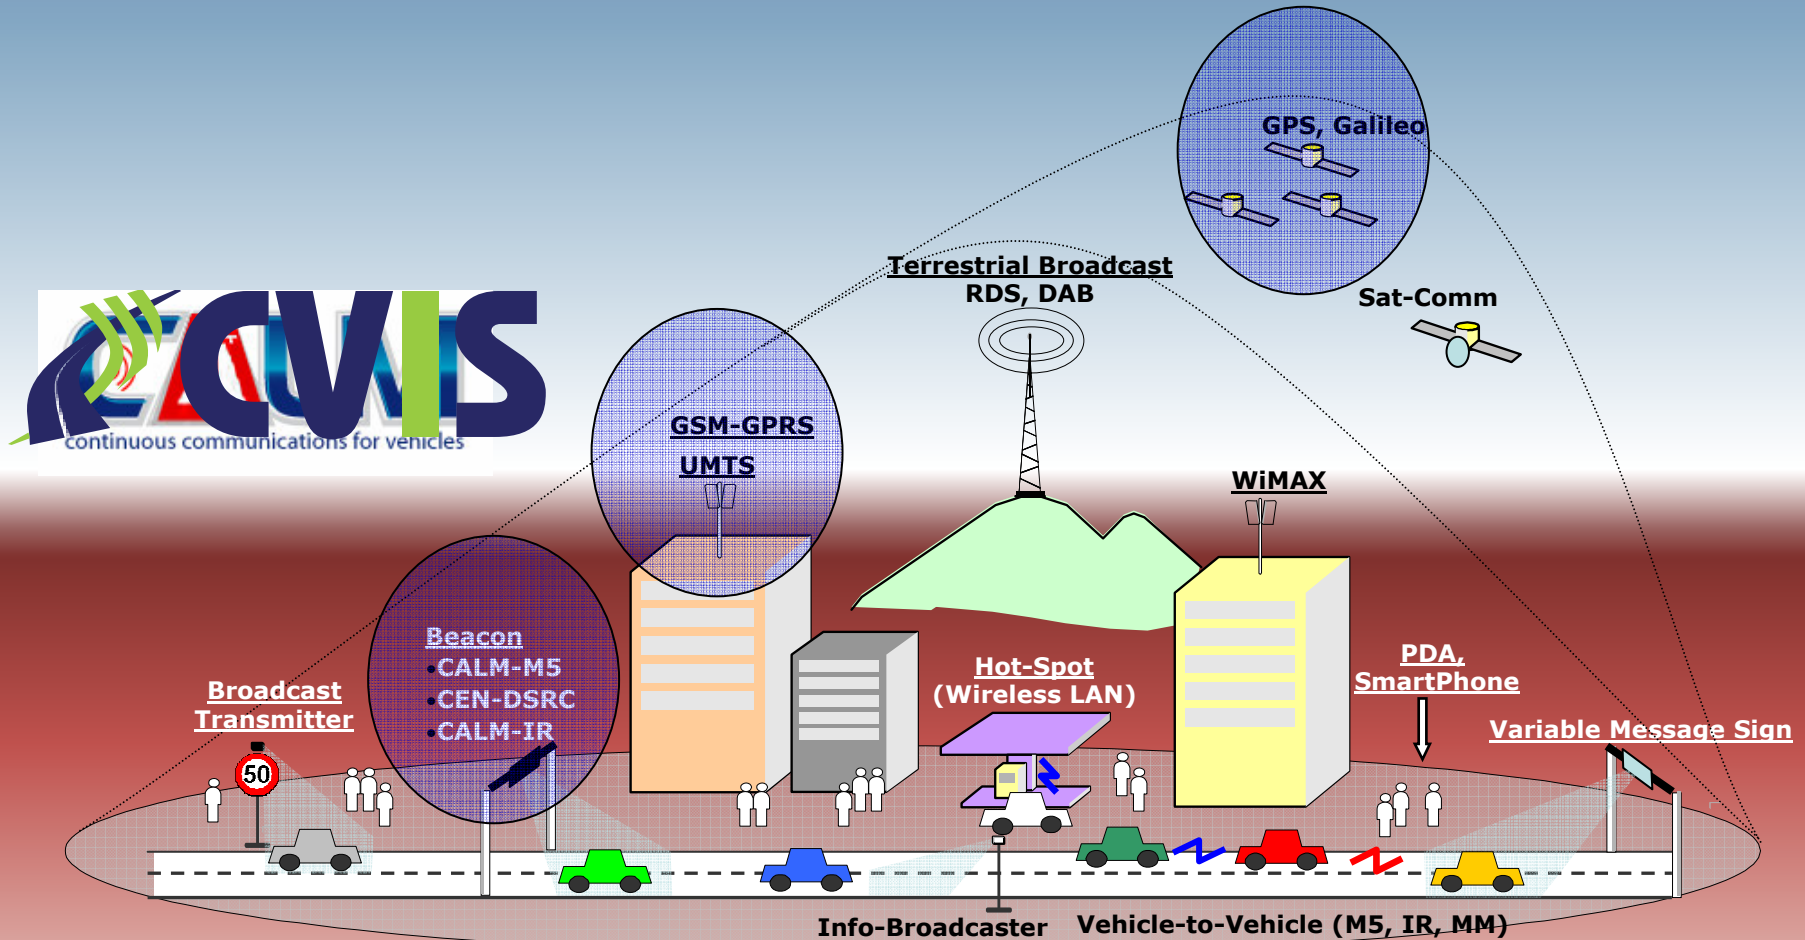 GPS, Galileo
Terrestrial Broadcast
RDS, DAB
Sat-Comm
CVIS
continuous communications for vehicles
GSM-GPRS
UMTS
WiMAX
Beacon
•CALM-M5
•CEN-DSRC
•CALM-IR
Broadcast
Transmitter
Hot-Spot
(Wireless LAN)
PDA,
SmartPhone
Variable Message Sign
50
Info-Broadcaster
Vehicle-to-Vehicle (M5, IR, MM)